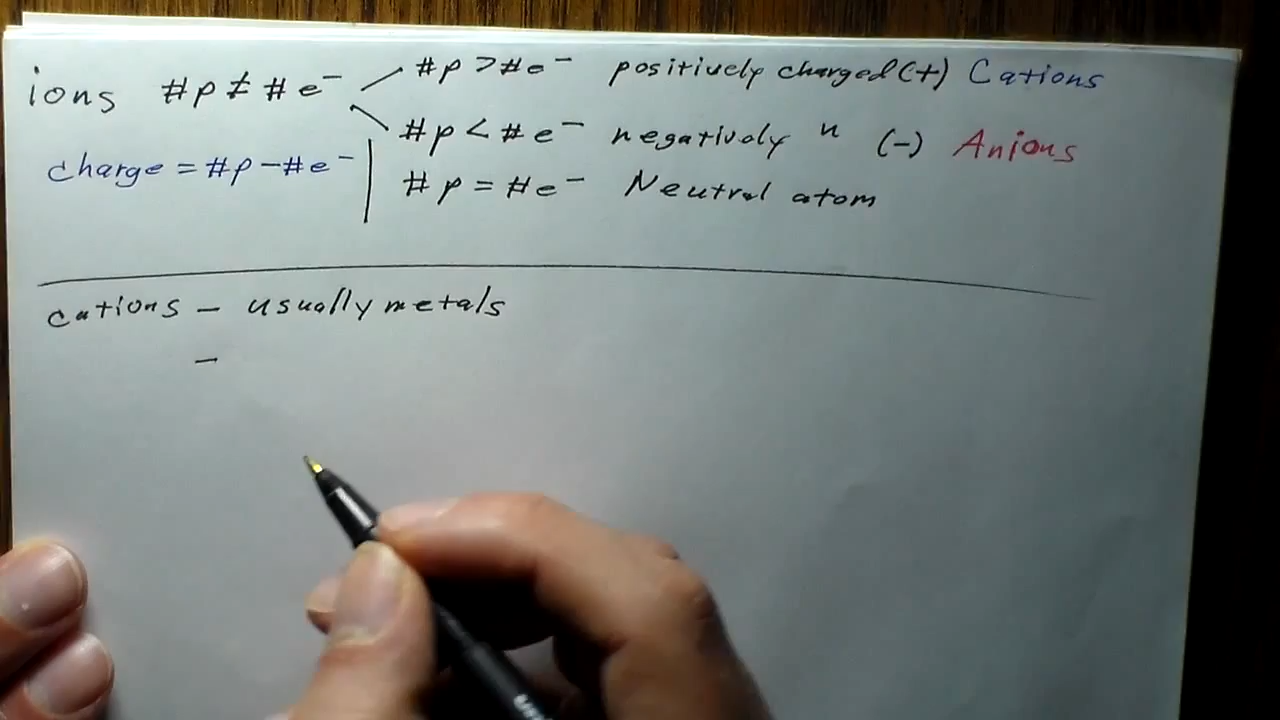 ions #p ≠ #e⁻
#p > #e⁻ positively charged (+) Cations
#p < #e⁻ negatively " (-) Anions
charge = #p - #e⁻
#p = #e⁻ Neutral atom
cations - usually metals
-